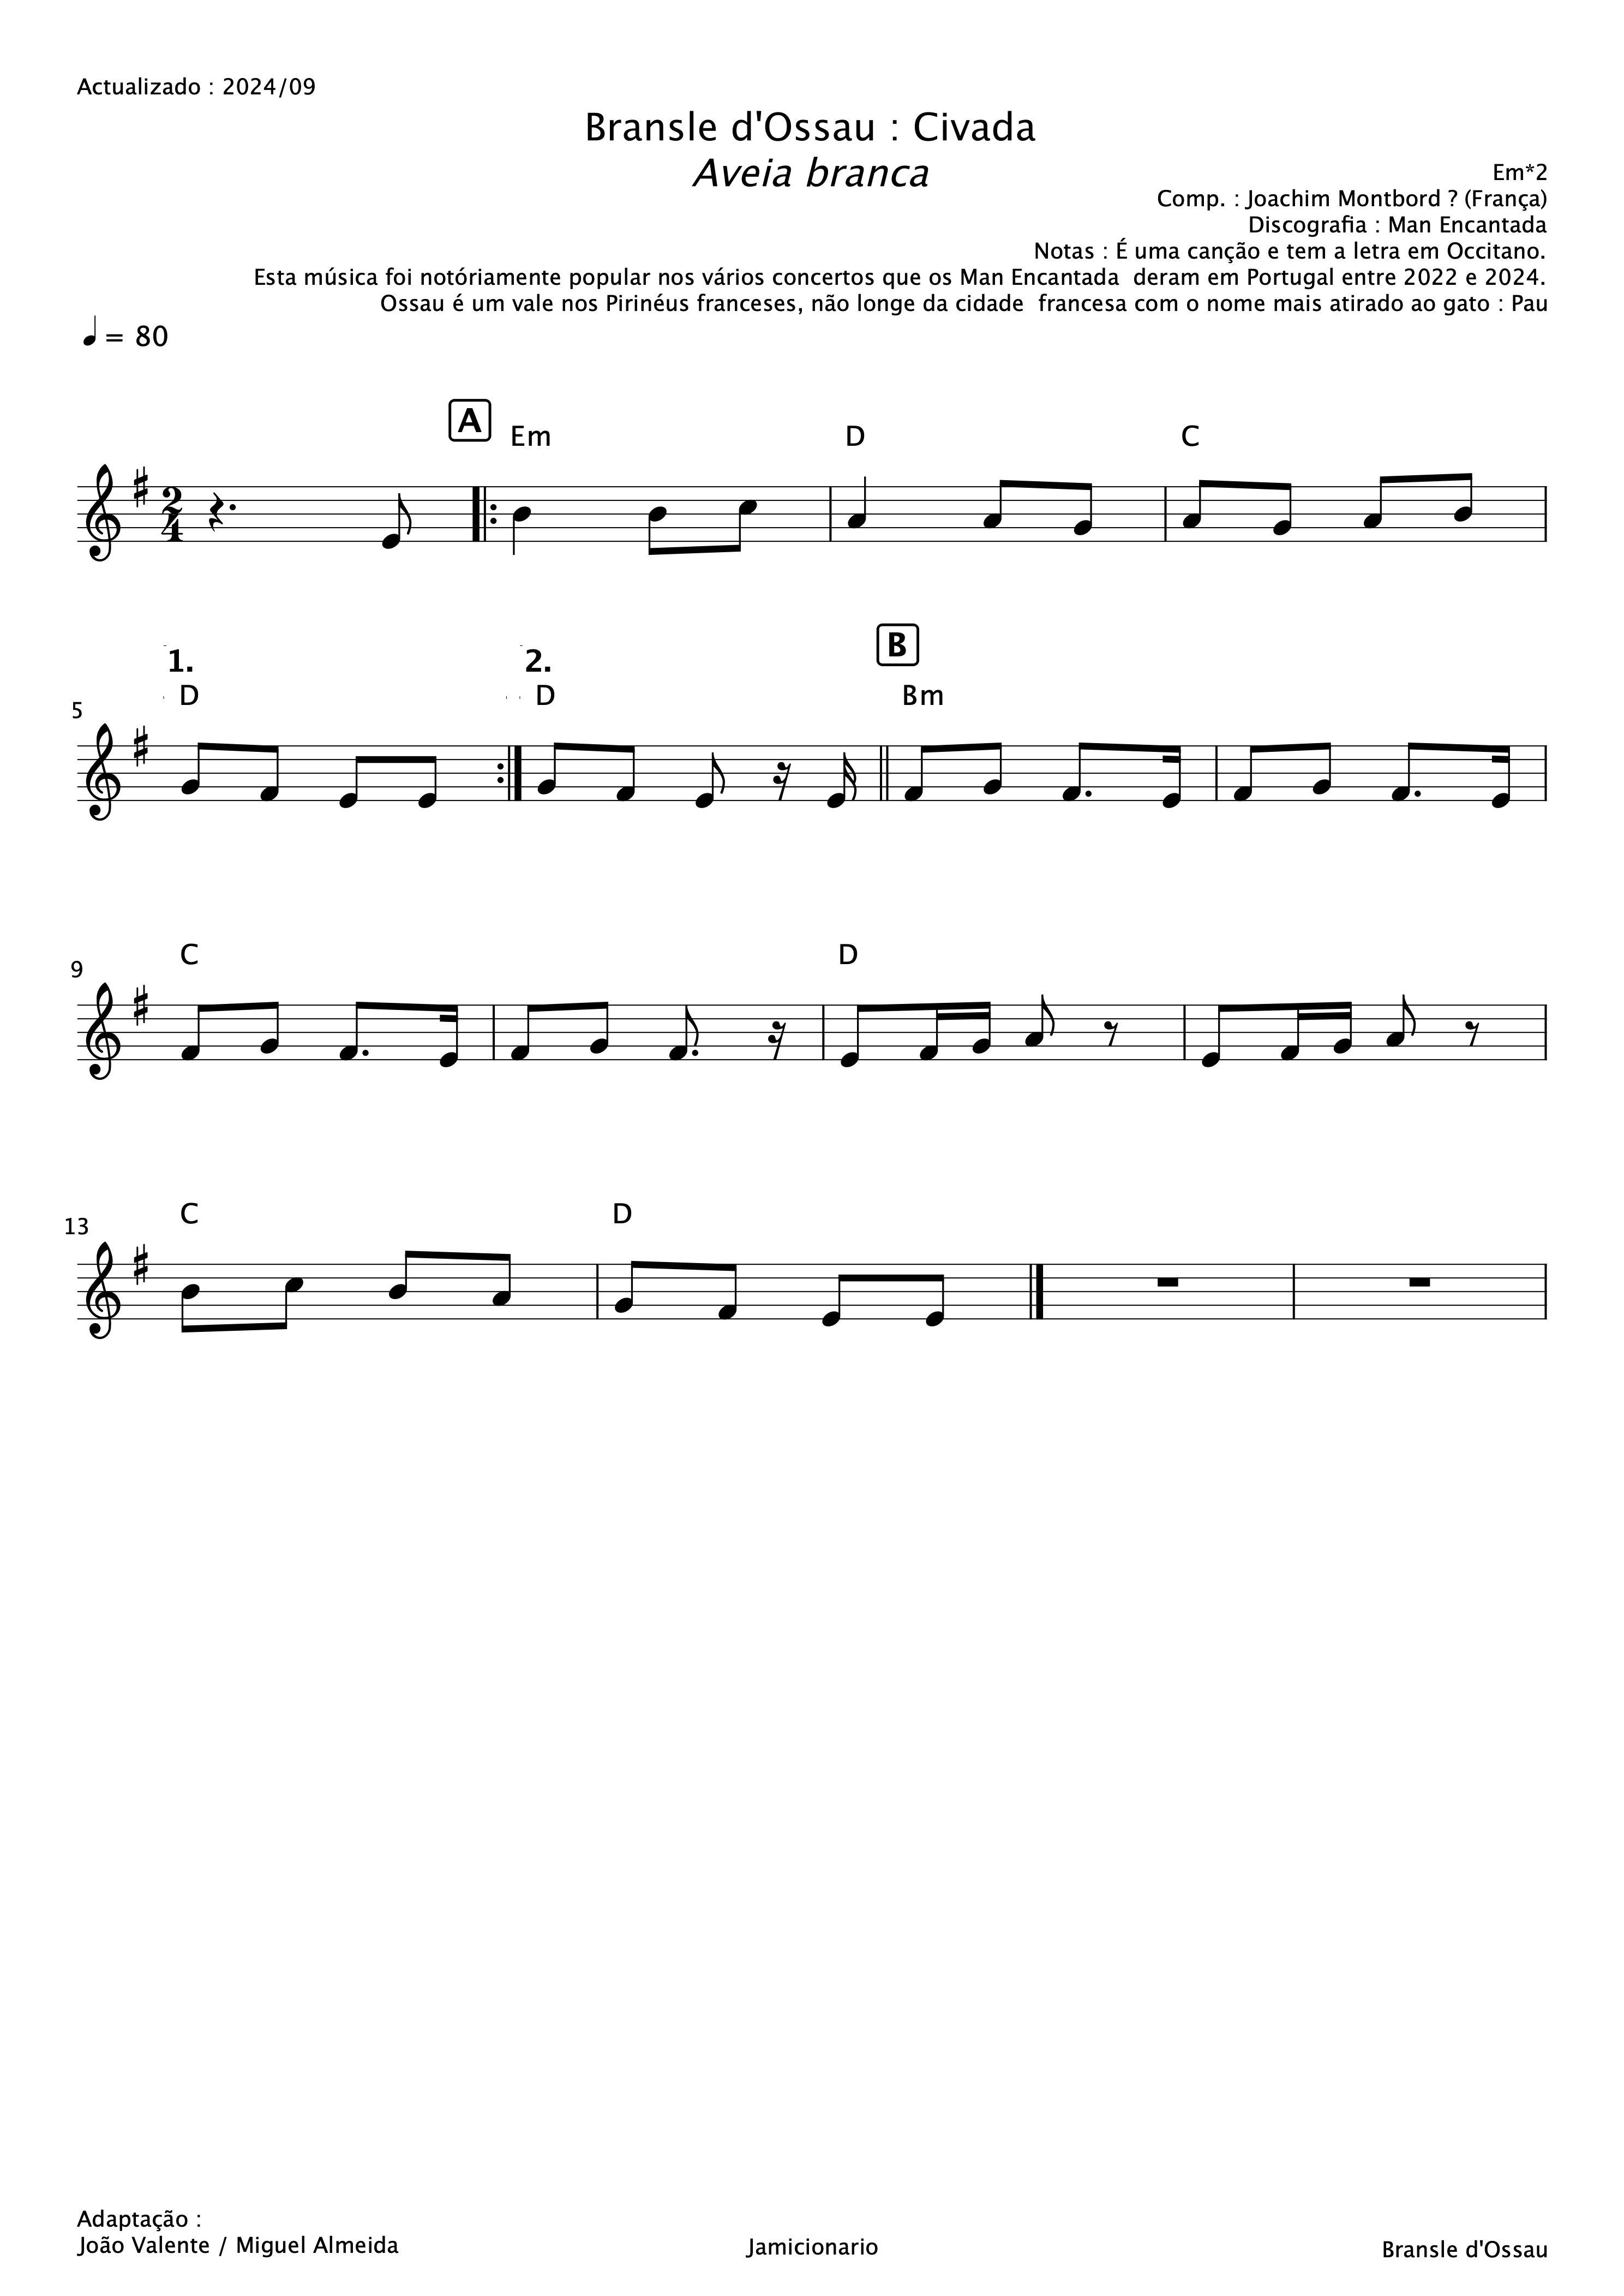 Actualizado : 2024/09
Bransle d'Ossau : Civada
Aveia branca
Em*2
Comp. : Joachim Montbord ? (França)
Discografia : Man Encantada
Notas : É uma canção e tem a letra em Occitano.
Esta música foi notóriamente popular nos vários concertos que os Man Encantada  deram em Portugal entre 2022 e 2024.
Ossau é um vale nos Pirinéus franceses, não longe da cidade  francesa com o nome mais atirado ao gato : Pau
= 80
A
Em D C
2
4
1. 2. B
D D Bm
5
C D
9
C D
13
Adaptação :
João Valente / Miguel Almeida
Jamicionario
Bransle d'Ossau